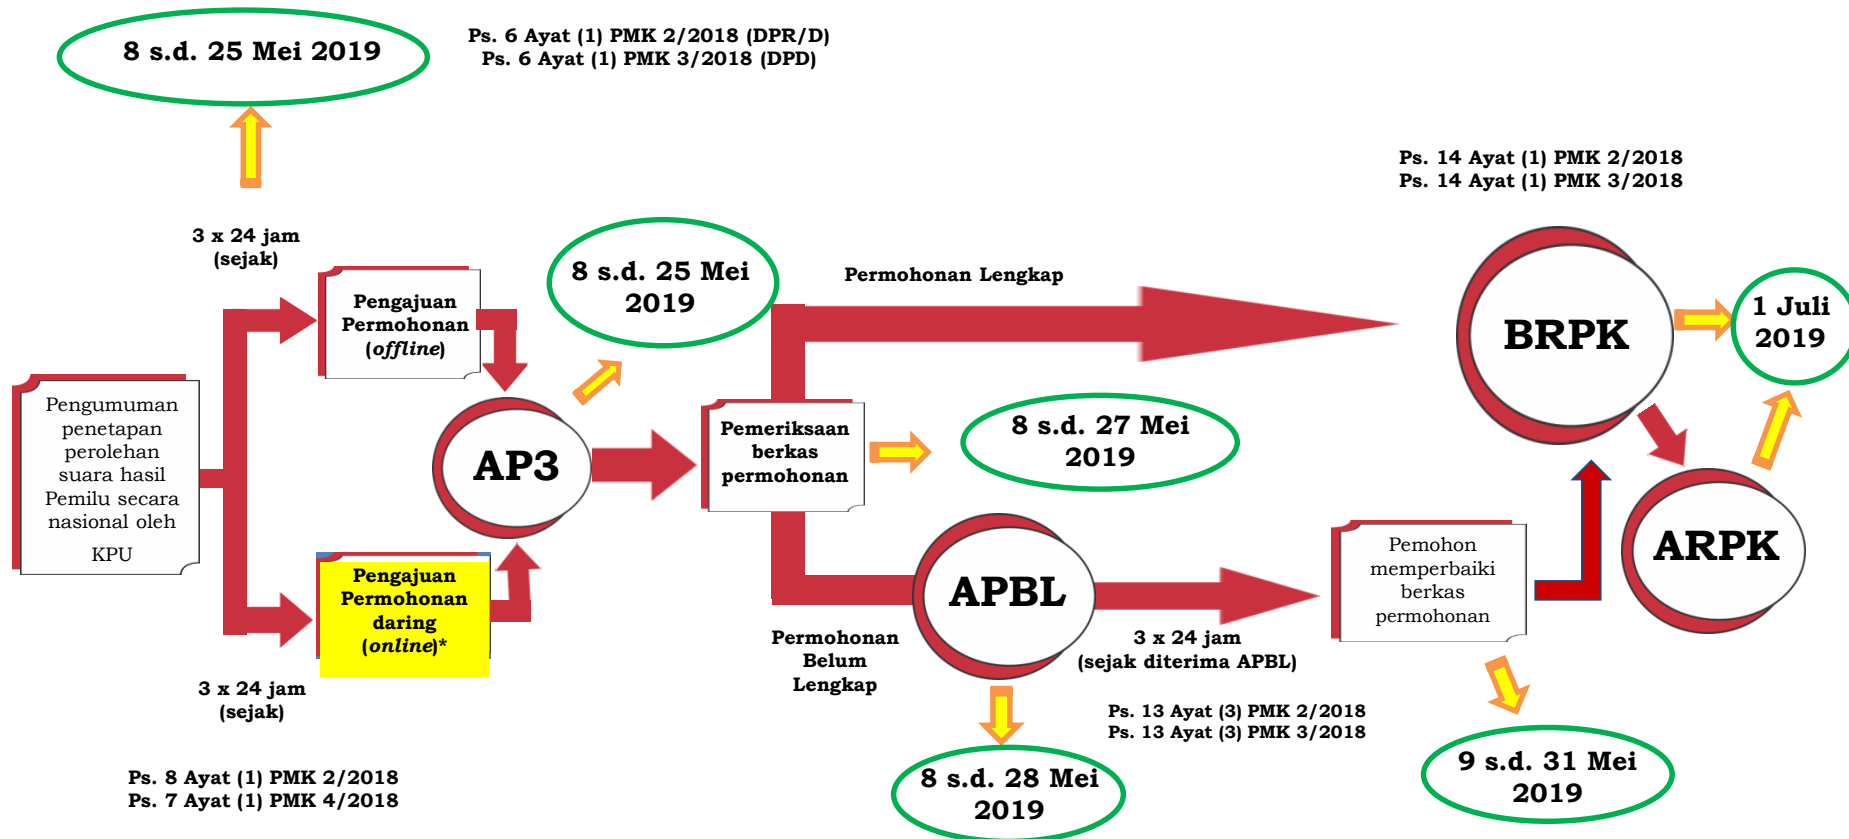 8 s.d. 25 Mei 2019
Ps. 6 Ayat (1) PMK 2/2018 (DPR/D)
Ps. 6 Ayat (1) PMK 3/2018 (DPD)
Ps. 14 Ayat (1) PMK 2/2018
Ps. 14 Ayat (1) PMK 3/2018
3 x 24 jam
(sejak)
Pengajuan
Permohonan
(offline)
8 s.d. 25 Mei
2019
Permohonan Lengkap
BRPK
1 Juli
2019
Pengumuman
penetapan
perolehan
suara hasil
Pemilu secara
nasional oleh
KPU
AP3
Pemeriksaan
berkas
permohonan
8 s.d. 27 Mei
2019
Pengajuan
Permohonan
daring
(online)*
APBL
Permohonan
Belum
Lengkap
3 x 24 jam
(sejak diterima APBL)
Pemohon
memperbaiki
berkas
permohonan
ARPK
3 x 24 jam
(sejak)
Ps. 13 Ayat (3) PMK 2/2018
Ps. 13 Ayat (3) PMK 3/2018
Ps. 8 Ayat (1) PMK 2/2018
Ps. 7 Ayat (1) PMK 4/2018
8 s.d. 28 Mei
2019
9 s.d. 31 Mei
2019